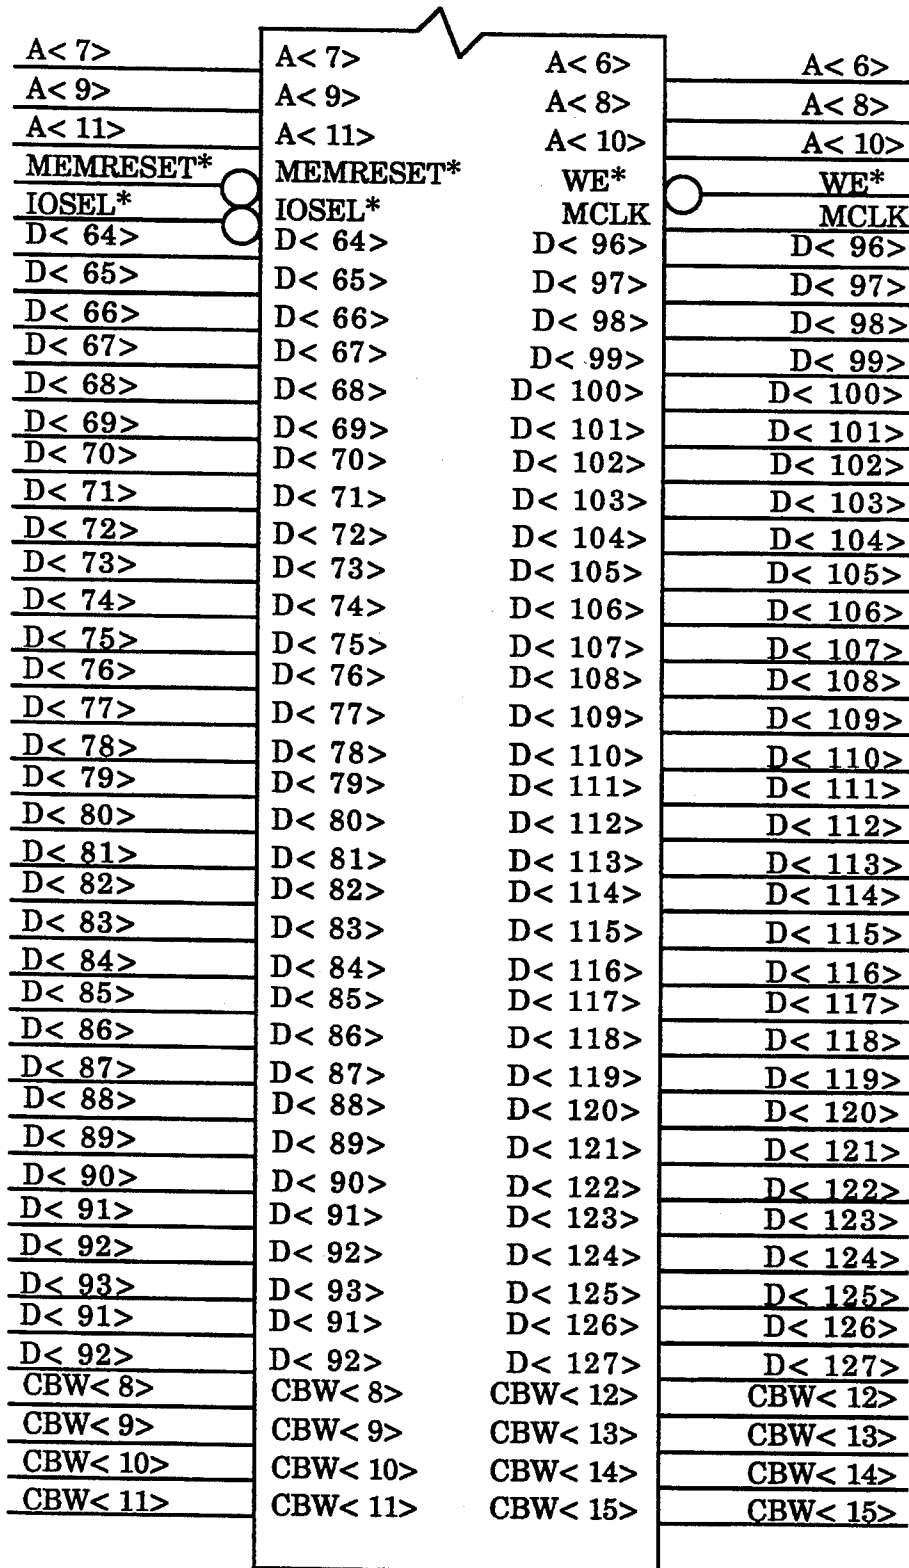 A< 7> A< 7> A< 6> A< 6>
A< 9> A< 9> A< 8> A< 8>
A< 11> A< 11> A< 10> A< 10>
MEMRESET* MEMRESET* WE* WE*
IOSEL* IOSEL* MCLK MCLK
D< 64> D< 64> D< 96> D< 96>
D< 65> D< 65> D< 97> D< 97>
D< 66> D< 66> D< 98> D< 98>
D< 67> D< 67> D< 99> D< 99>
D< 68> D< 68> D< 100> D< 100>
D< 69> D< 69> D< 101> D< 101>
D< 70> D< 70> D< 102> D< 102>
D< 71> D< 71> D< 103> D< 103>
D< 72> D< 72> D< 104> D< 104>
D< 73> D< 73> D< 105> D< 105>
D< 74> D< 74> D< 106> D< 106>
D< 75> D< 75> D< 107> D< 107>
D< 76> D< 76> D< 108> D< 108>
D< 77> D< 77> D< 109> D< 109>
D< 78> D< 78> D< 110> D< 110>
D< 79> D< 79> D< 111> D< 111>
D< 80> D< 80> D< 112> D< 112>
D< 81> D< 81> D< 113> D< 113>
D< 82> D< 82> D< 114> D< 114>
D< 83> D< 83> D< 115> D< 115>
D< 84> D< 84> D< 116> D< 116>
D< 85> D< 85> D< 117> D< 117>
D< 86> D< 86> D< 118> D< 118>
D< 87> D< 87> D< 119> D< 119>
D< 88> D< 88> D< 120> D< 120>
D< 89> D< 89> D< 121> D< 121>
D< 90> D< 90> D< 122> D< 122>
D< 91> D< 91> D< 123> D< 123>
D< 92> D< 92> D< 124> D< 124>
D< 93> D< 93> D< 125> D< 125>
D< 91> D< 91> D< 126> D< 126>
D< 92> D< 92> D< 127> D< 127>
CBW< 8> CBW< 8> CBW< 12> CBW< 12>
CBW< 9> CBW< 9> CBW< 13> CBW< 13>
CBW< 10> CBW< 10> CBW< 14> CBW< 14>
CBW< 11> CBW< 11> CBW< 15> CBW< 15>